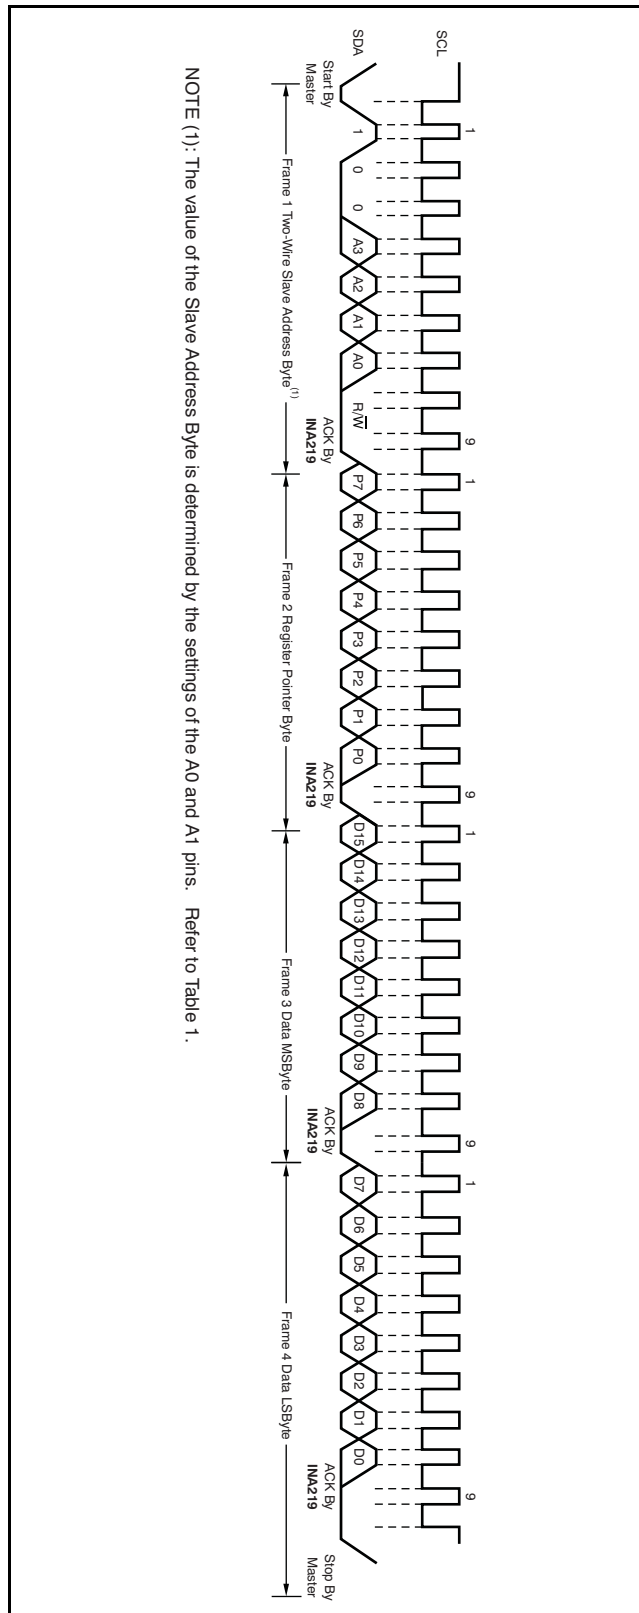 1 9 1 9 1 9 1 9
SCL
SDA
1 0 0 A3 A2 A1 A0 R/W̅ P7 P6 P5 P4 P3 P2 P1 P0 D15 D14 D13 D12 D11 D10 D9 D8 D7 D6 D5 D4 D3 D2 D1 D0
Start By
Master
ACK By
INA219
ACK By
INA219
ACK By
INA219
ACK By
INA219
Stop By
Master
Frame 1 Two-Wire Slave Address Byte(1)
Frame 2 Register Pointer Byte
Frame 3 Data MSByte
Frame 4 Data LSByte
NOTE (1): The value of the Slave Address Byte is determined by the settings of the A0 and A1 pins. Refer to Table 1.